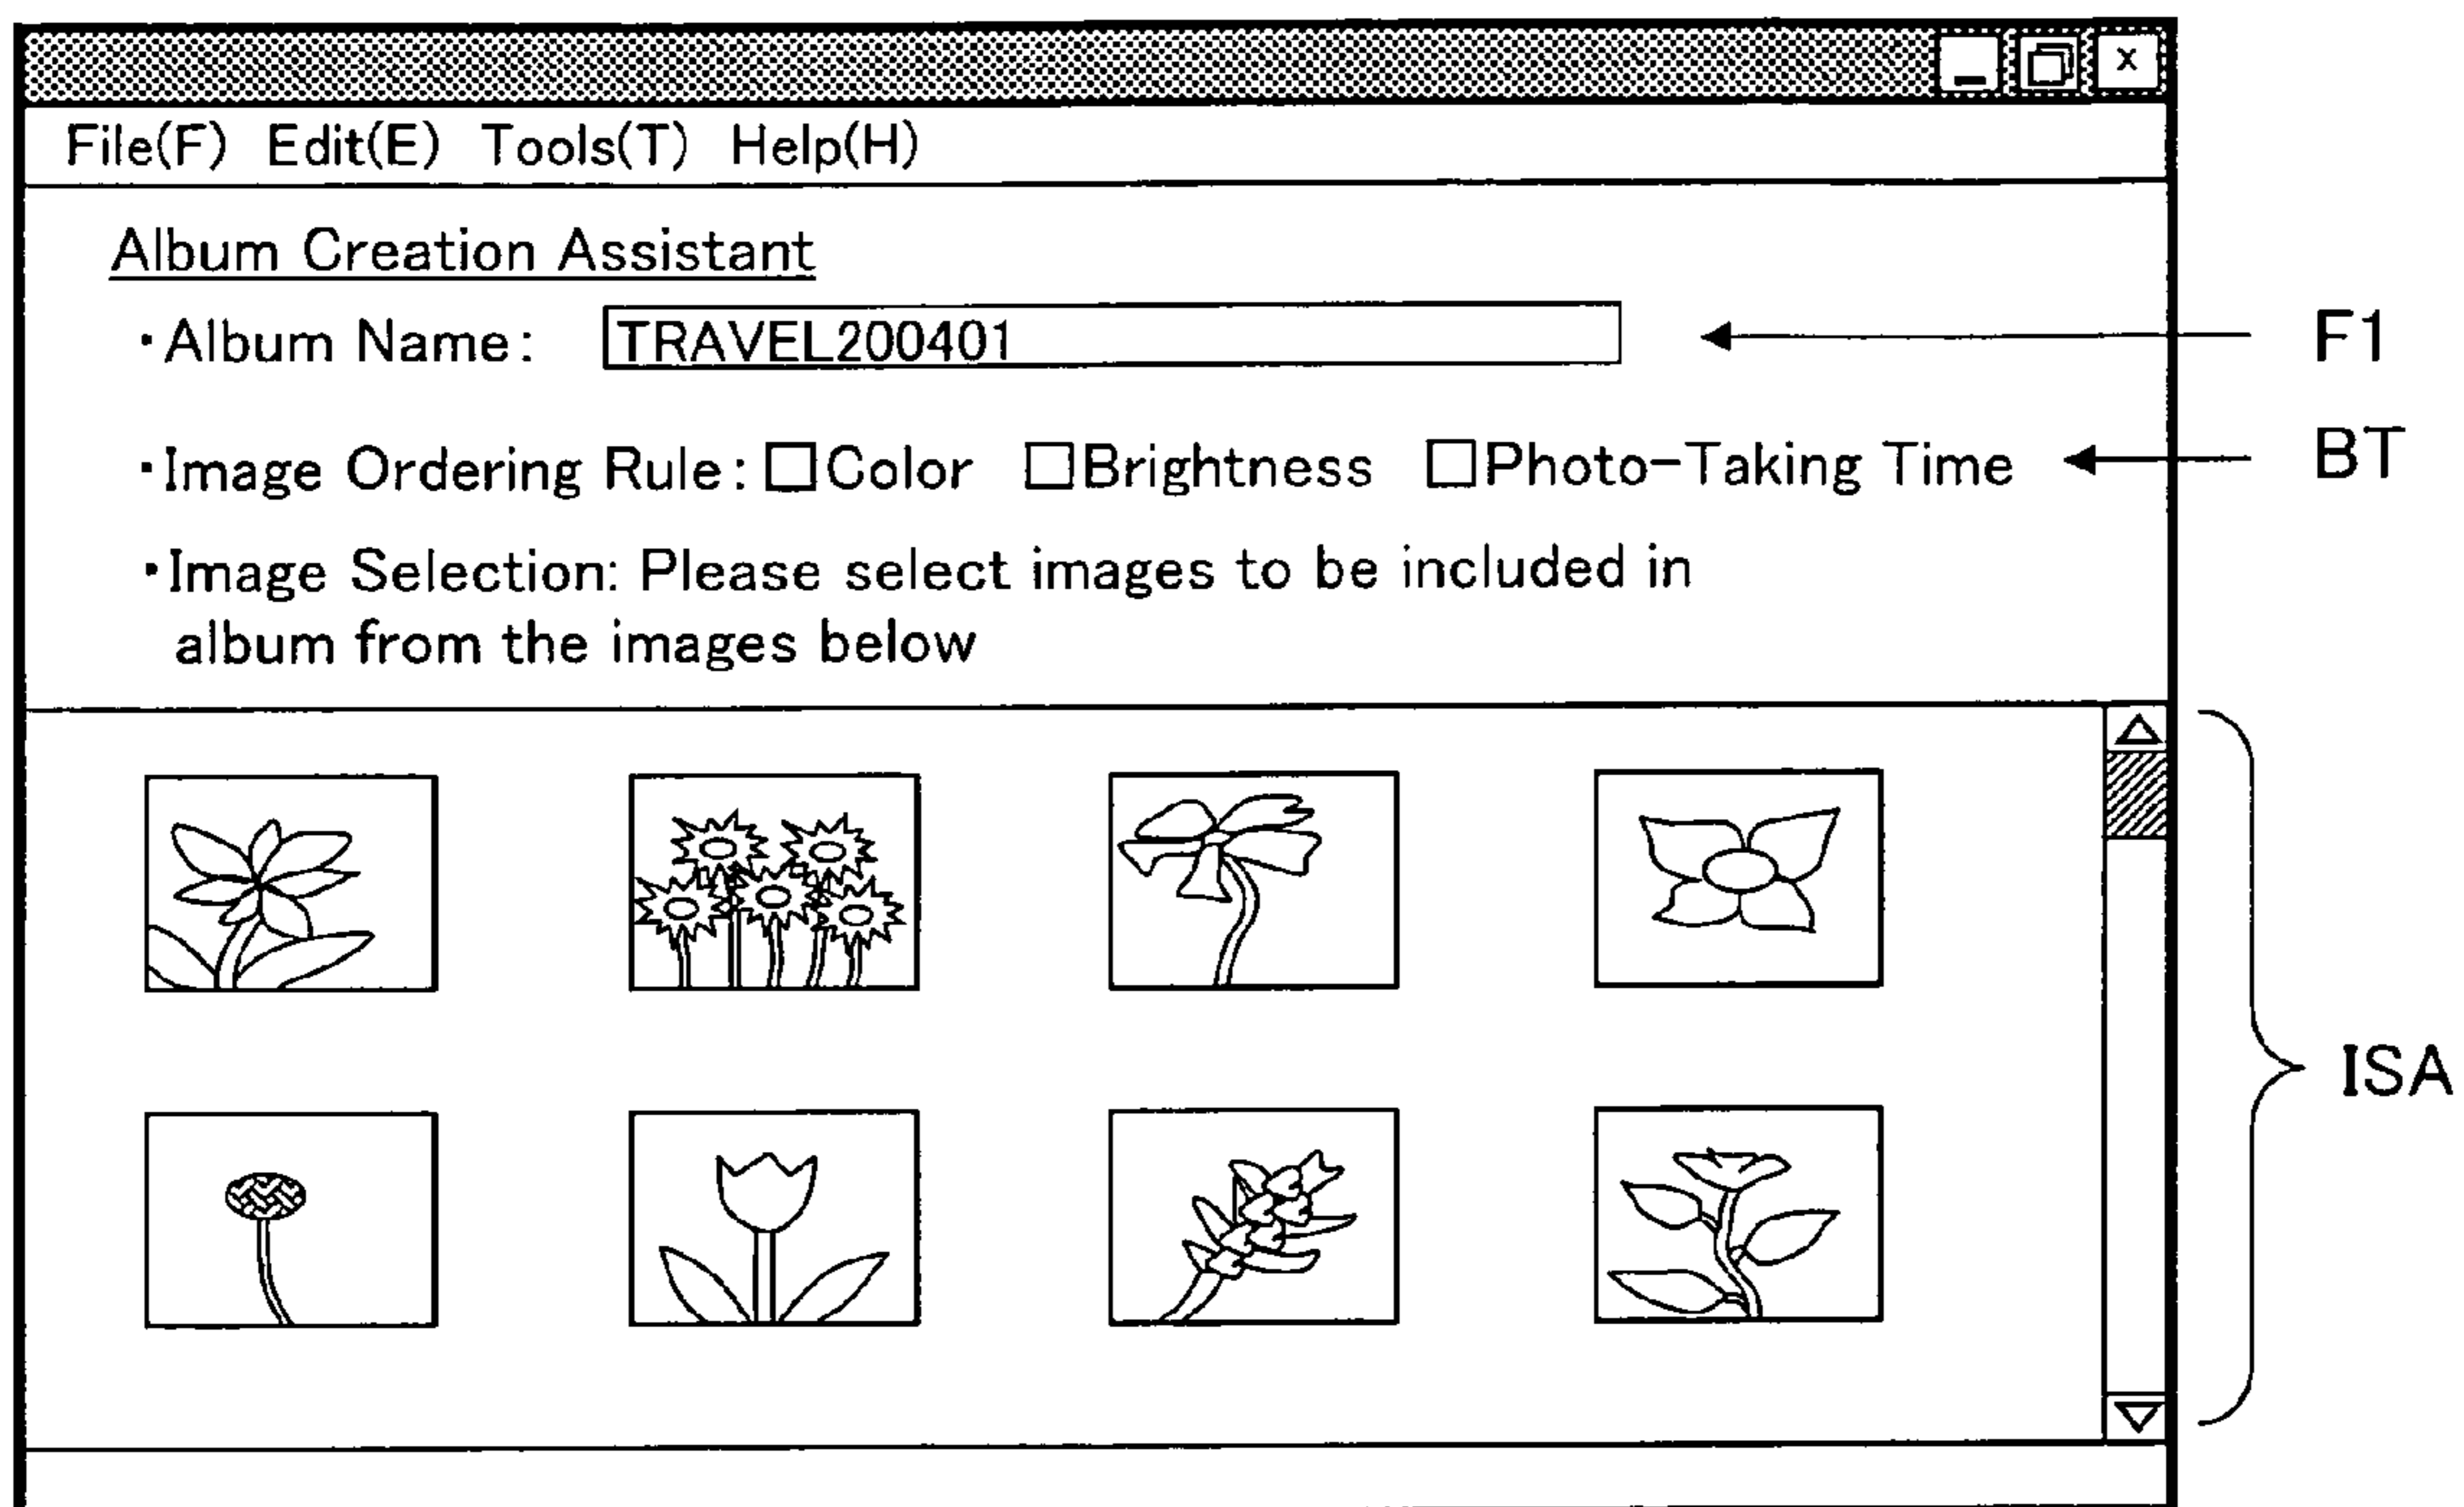 x
File(F) Edit(E) Tools(T) Help(H)
Album Creation Assistant
・Album Name: TRAVEL200401
F1
・Image Ordering Rule: □Color □Brightness □Photo-Taking Time
BT
・Image Selection: Please select images to be included in
album from the images below
ISA